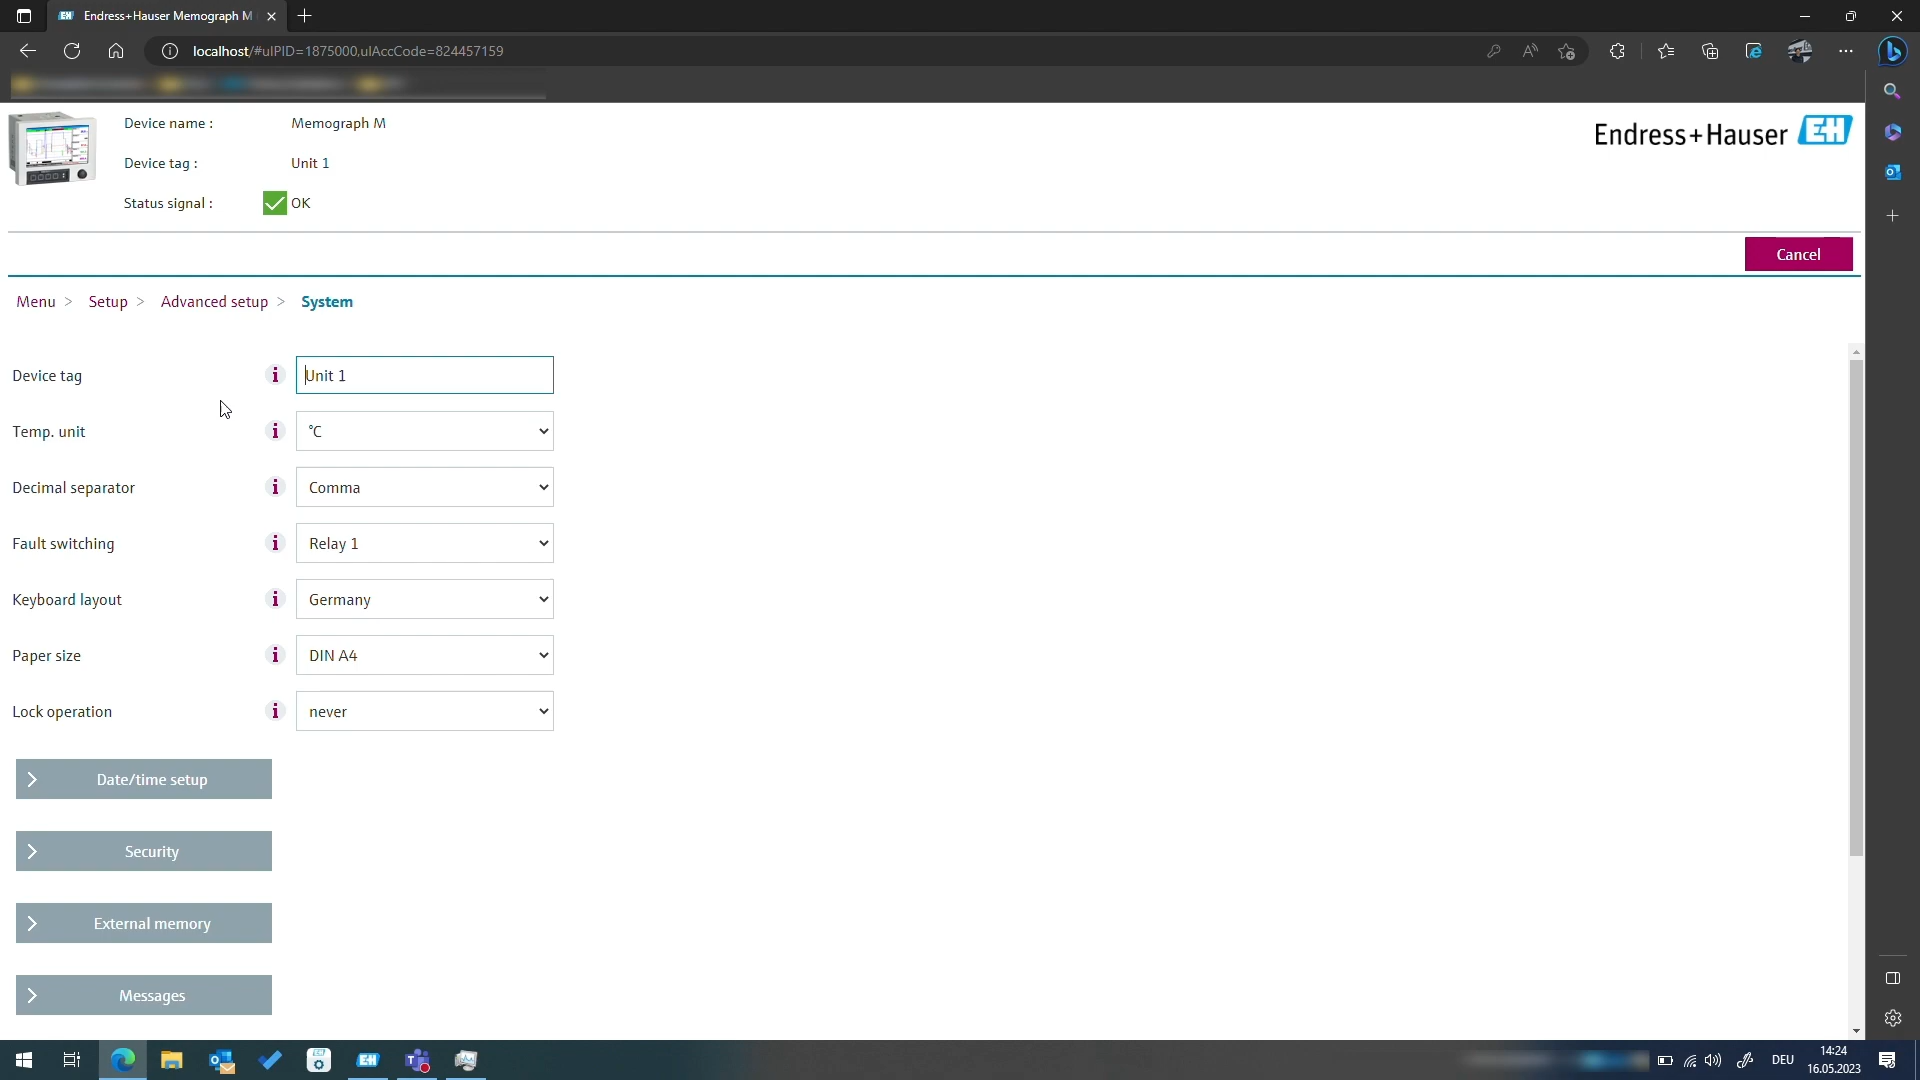 Endress+Hauser Memograph M
localhost/#ulPID=1875000,ulAccCode=824457159
Device name : Memograph M
Endress+Hauser EH
Device tag : Unit 1
Status signal : OK
Cancel
Menu > Setup > Advanced setup > System
Device tag i Unit 1
Temp. unit i °C
Decimal separator i Comma
Fault switching i Relay 1
Keyboard layout i Germany
Paper size i DIN A4
Lock operation i never
Date/time setup
Security
External memory
Messages
DEU
14:24
16.05.2023